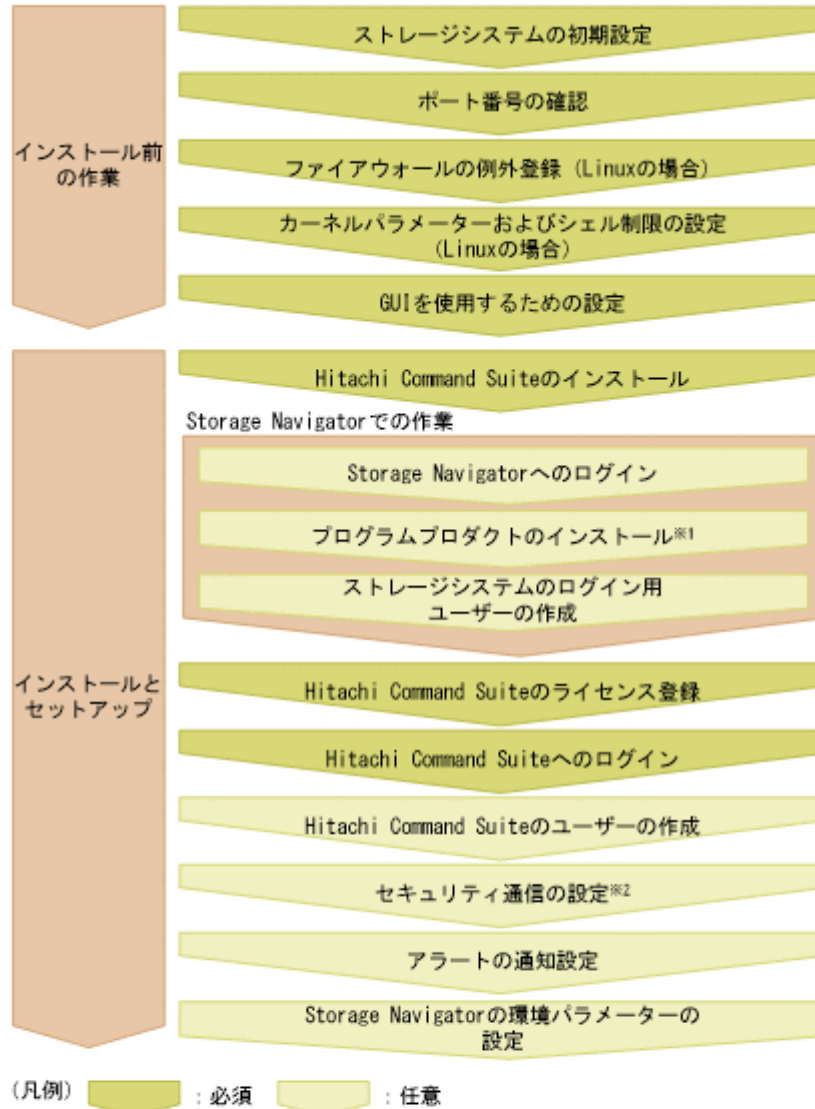 インストール前
の作業
ストレージシステムの初期設定
ポート番号の確認
ファイアウォールの例外登録（Linuxの場合）
カーネルパラメーターおよびシェル制限の設定
（Linuxの場合）
GUIを使用するための設定
インストールと
セットアップ
Hitachi Command Suiteのインストール
Storage Navigatorでの作業
Storage Navigatorへのログイン
プログラムプロダクトのインストール※1
ストレージシステムのログイン用
ユーザーの作成
Hitachi Command Suiteのライセンス登録
Hitachi Command Suiteへのログイン
Hitachi Command Suiteのユーザーの作成
セキュリティ通信の設定※2
アラートの通知設定
Storage Navigatorの環境パラメーターの
設定
（凡例） ：必須 ：任意